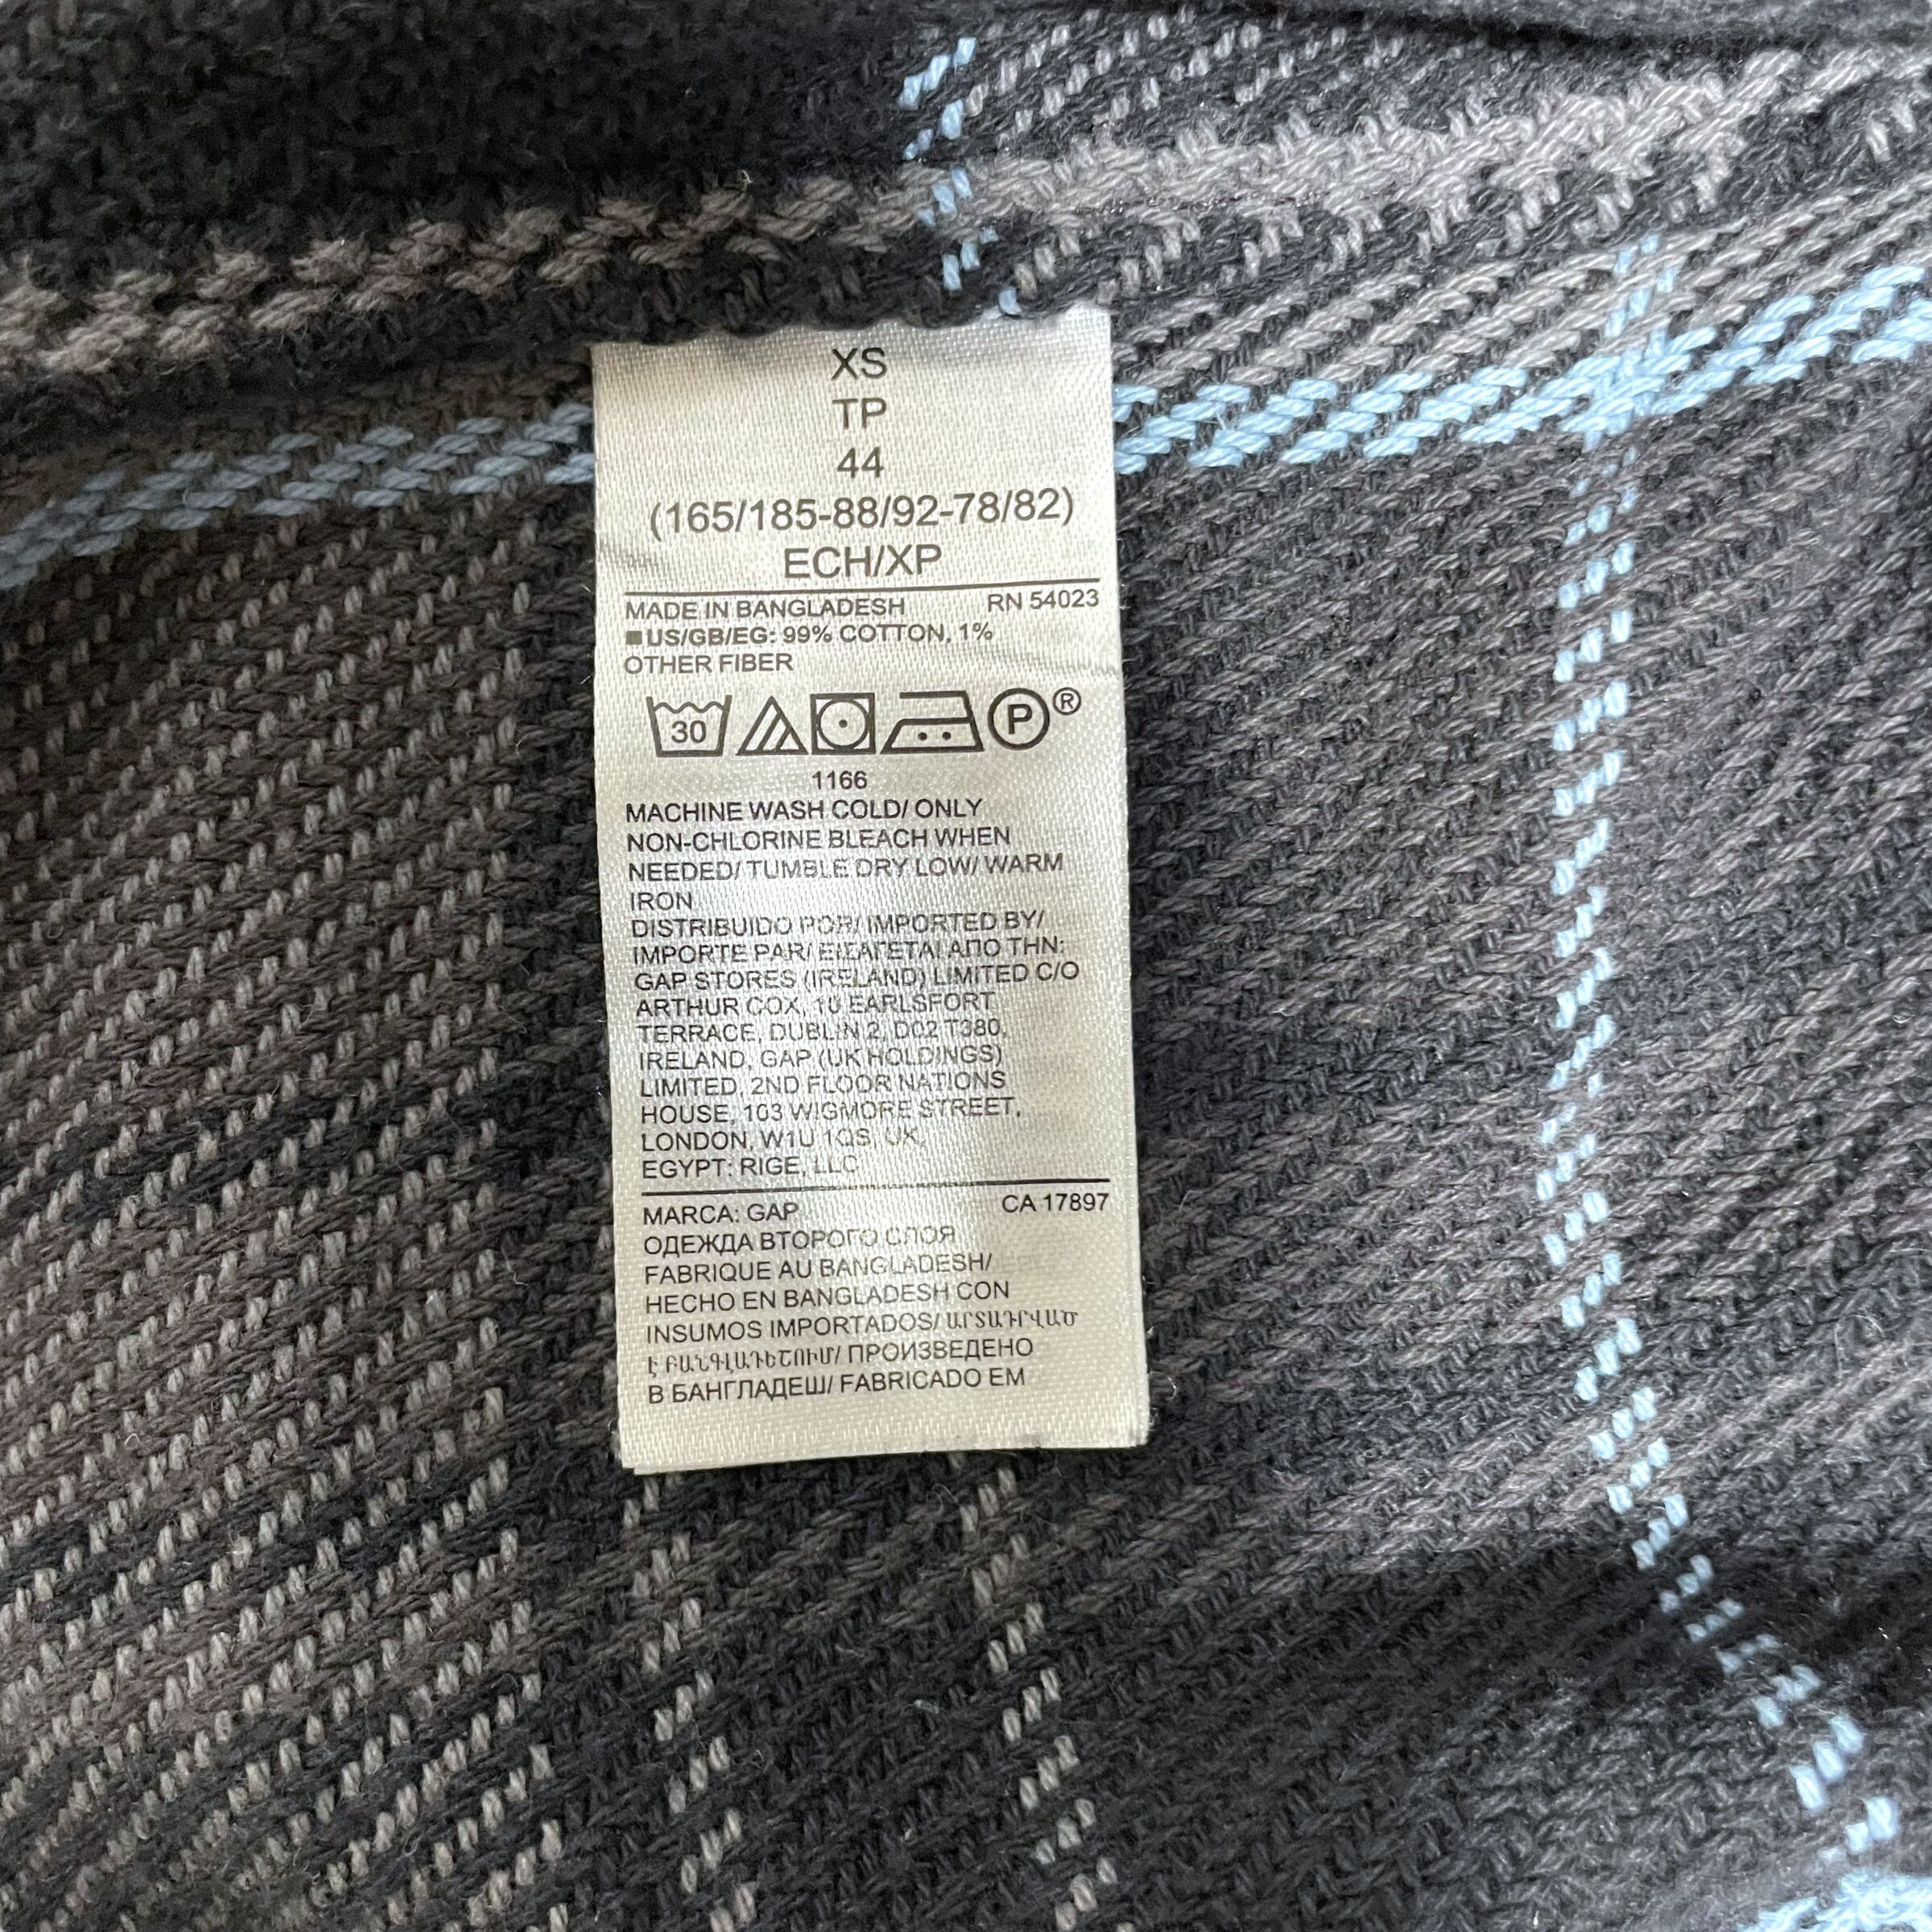 XS
TP
44
(165/185-88/92-78/82)
ECH/XP
MADE IN BANGLADESH RN 54023
■US/GB/EG: 99% COTTON, 1%
OTHER FIBER
30 P ®
1166
MACHINE WASH COLD/ ONLY
NON-CHLORINE BLEACH WHEN
NEEDED/ TUMBLE DRY LOW/ WARM
IRON
DISTRIBUIDO POR/ IMPORTED BY/
IMPORTE PAR/ ΕΙΣΑΓΕΤΑΙ ΑΠΟ ΤΗΝ:
GAP STORES (IRELAND) LIMITED C/O
ARTHUR COX, 10 EARLSFORT
TERRACE, DUBLIN 2, D02 T380,
IRELAND, GAP (UK HOLDINGS)
LIMITED, 2ND FLOOR NATIONS
HOUSE, 103 WIGMORE STREET,
LONDON, W1U 1QS, UK,
EGYPT: RIGE, LLC
MARCA: GAP CA 17897
ОДЕЖДА ВТОРОГО СЛОЯ
FABRIQUE AU BANGLADESH/
HECHO EN BANGLADESH CON
INSUMOS IMPORTADOS/ ԱՐՏԱԴՐՎԱԾ
Է ԲԱՆԳԼԱԴԵՇՈՒՄ/ ПРОИЗВЕДЕНО
В БАНГЛАДЕШ/ FABRICADO EM